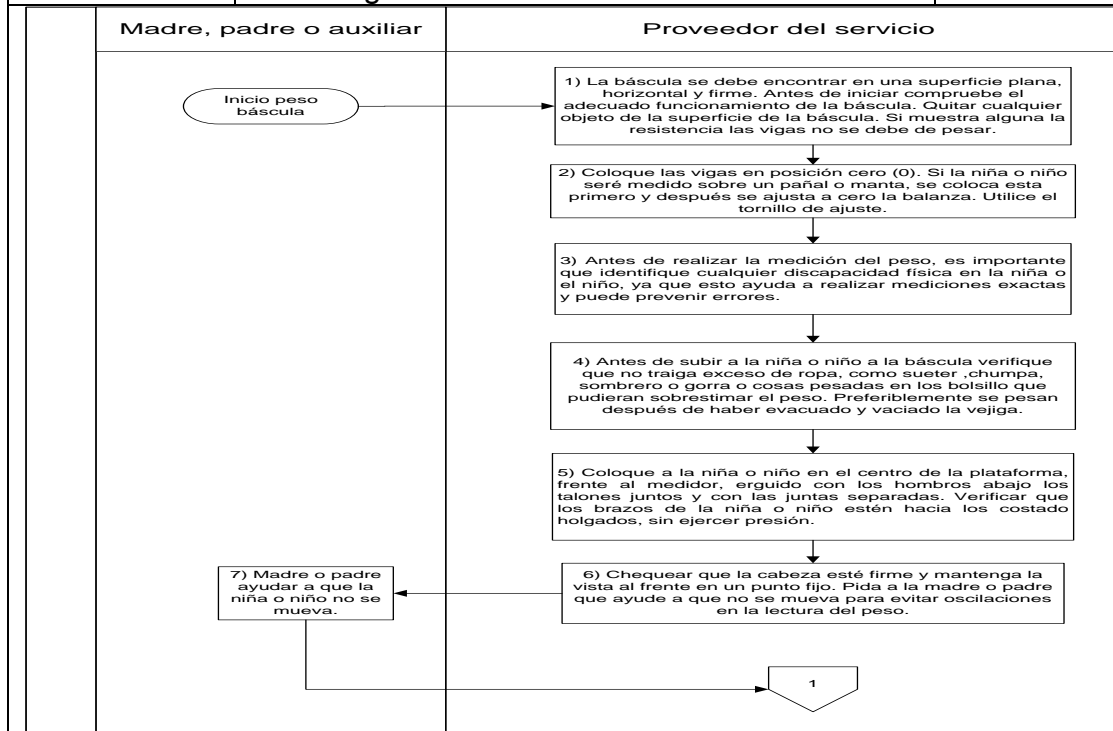 Madre, padre o auxiliar
Proveedor del servicio
Inicio peso
báscula
1) La báscula se debe encontrar en una superficie plana,
horizontal y firme. Antes de iniciar compruebe el
adecuado funcionamiento de la báscula. Quitar cualquier
objeto de la superficie de la báscula. Si muestra alguna la
resistencia las vigas no se debe de pesar.
2) Coloque las vigas en posición cero (0). Si la niña o niño
seré medido sobre un pañal o manta, se coloca esta
primero y después se ajusta a cero la balanza. Utilice el
tornillo de ajuste.
3) Antes de realizar la medición del peso, es importante
que identifique cualquier discapacidad física en la niña o
el niño, ya que esto ayuda a realizar mediciones exactas
y puede prevenir errores.
4) Antes de subir a la niña o niño a la báscula verifique
que no traiga exceso de ropa, como sueter ,chumpa,
sombrero o gorra o cosas pesadas en los bolsillo que
pudieran sobrestimar el peso. Preferiblemente se pesan
después de haber evacuado y vaciado la vejiga.
5) Coloque a la niña o niño en el centro de la plataforma,
frente al medidor, erguido con los hombros abajo los
talones juntos y con las juntas separadas. Verificar que
los brazos de la niña o niño estén hacia los costado
holgados, sin ejercer presión.
6) Chequear que la cabeza esté firme y mantenga la
vista al frente en un punto fijo. Pida a la madre o padre
que ayude a que no se mueva para evitar oscilaciones
en la lectura del peso.
7) Madre o padre
ayudar a que la
niña o niño no se
mueva.
1